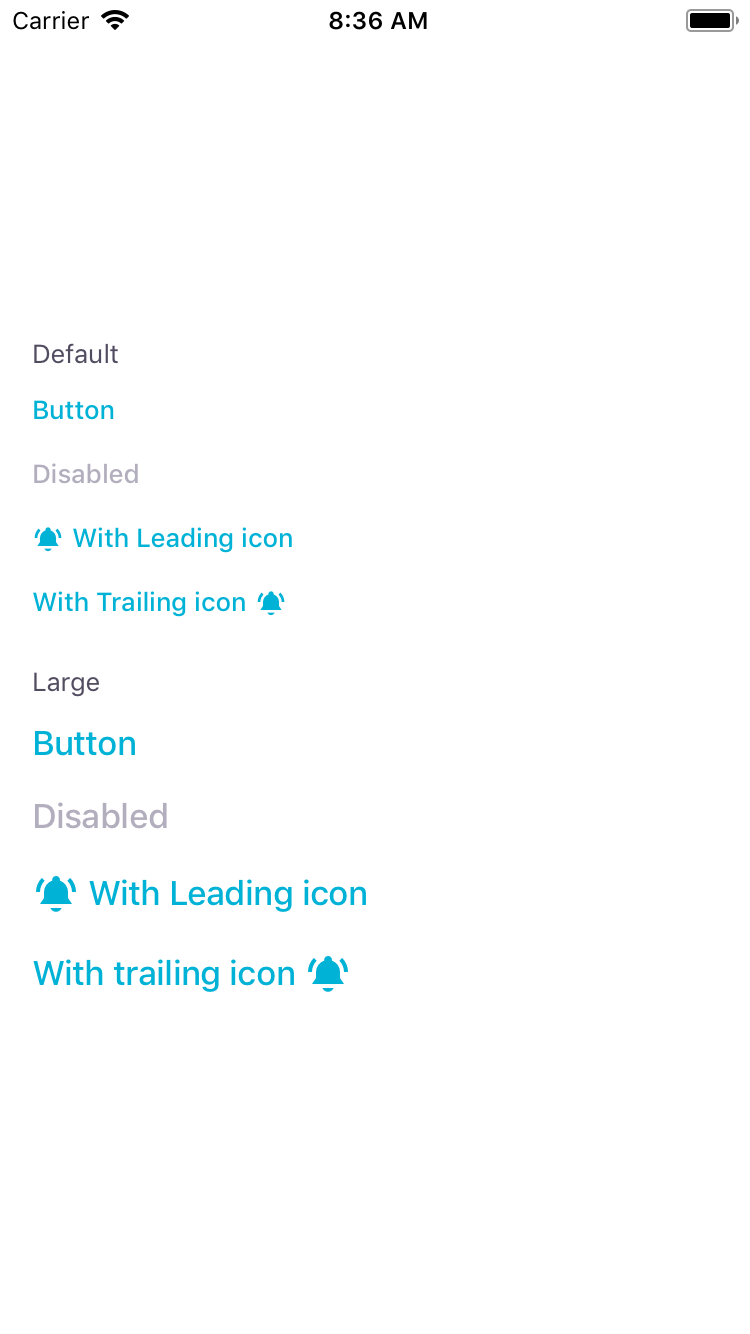 Carrier 8:36 AM
Default
Button
Disabled
With Leading icon
With Trailing icon
Large
Button
Disabled
With Leading icon
With trailing icon